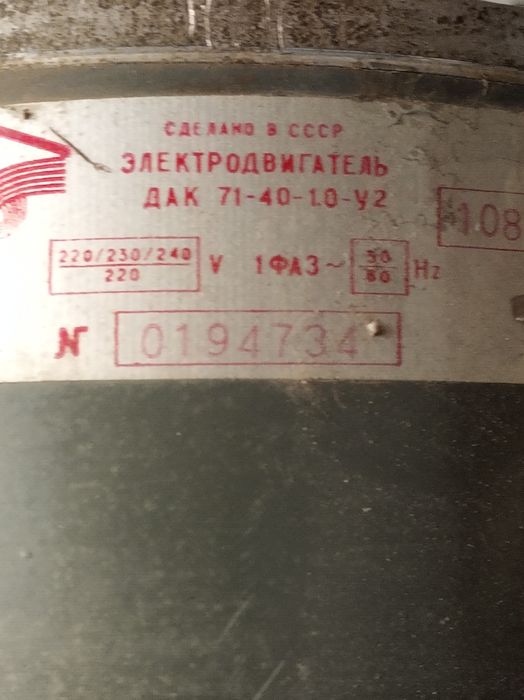 СДЕЛАНО В СССР
ЭЛЕКТРОДВИГАТЕЛЬ
ДАК 71-40-1.0-У2
108
220/230/240 V 1ФАЗ~ 50 Hz
220 60
№ 0194734